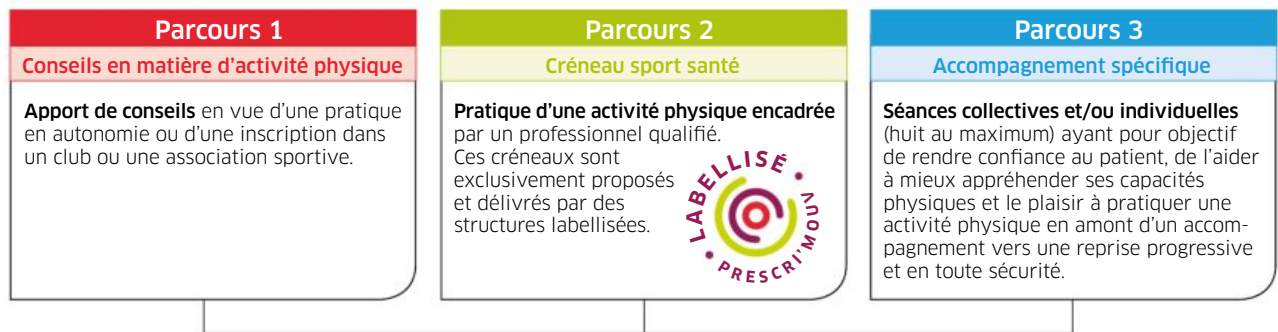 Parcours 1
Conseils en matière d'activité physique
Apport de conseils en vue d'une pratique
en autonomie ou d'une inscription dans
un club ou une association sportive.
Parcours 2
Créneau sport santé
Pratique d'une activité physique encadrée
par un professionnel qualifié.
Ces créneaux sont
exclusivement proposés
et délivrés par des
structures labellisées.
LABELLISÉ • PRESCRI'MOUV •
Parcours 3
Accompagnement spécifique
Séances collectives et/ou individuelles
(huit au maximum) ayant pour objectif
de rendre confiance au patient, de l'aider
à mieux appréhender ses capacités
physiques et le plaisir à pratiquer une
activité physique en amont d'un accom-
pagnement vers une reprise progressive
et en toute sécurité.